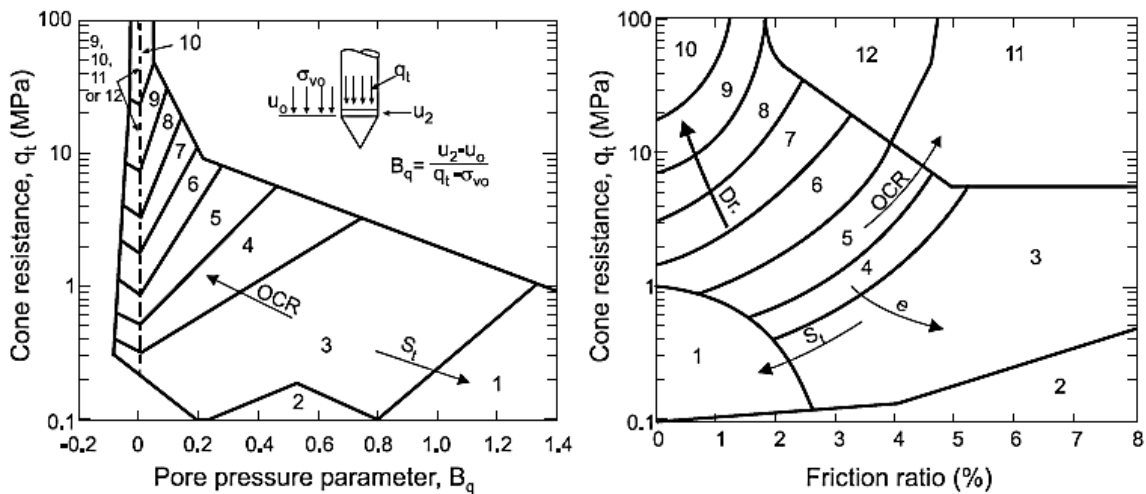 100
10
1
0.1
Cone resistance, qt (MPa)
9,
10,
11
or 12
10
9
8
7
6
5
4
3
2
1
OCR
St
σvo
qt
uo
u2
Bq = u2-uo
qt - σvo
-0.2 0 0.2 0.4 0.6 0.8 1.0 1.2 1.4
Pore pressure parameter, Bq
100
10
1
0.1
Cone resistance, qt (MPa)
10
9
8
7
6
5
4
3
2
1
12
11
Dr.
OCR
e
St
0 1 2 3 4 5 6 7 8
Friction ratio (%)